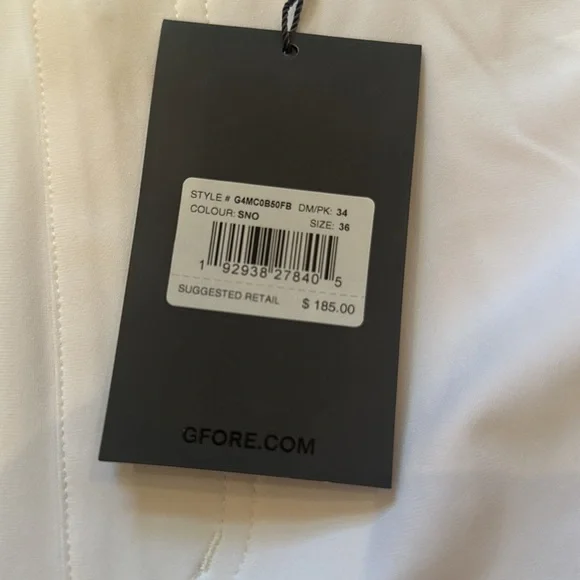 STYLE # G4MC0B50FB DM/PK: 34
COLOUR: SNO SIZE: 36
1 92938 27840 5
SUGGESTED RETAIL $ 185.00
GFORE.COM